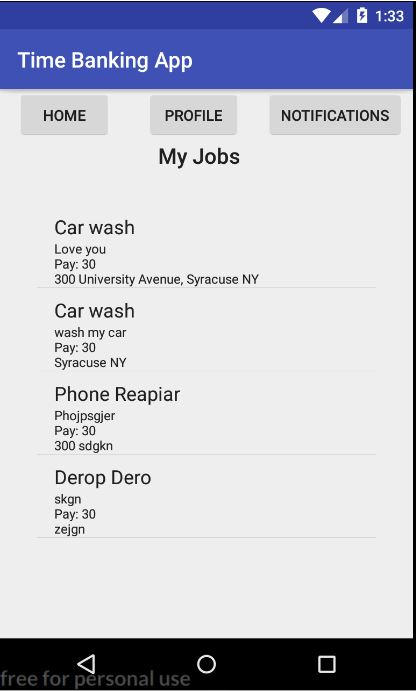 1:33
Time Banking App
HOME PROFILE NOTIFICATIONS
My Jobs
Car wash
Love you
Pay: 30
300 University Avenue, Syracuse NY
Car wash
wash my car
Pay: 30
Syracuse NY
Phone Reapiar
Phojpsgjer
Pay: 30
300 sdgkn
Derop Dero
skgn
Pay: 30
zejgn
free for personal use